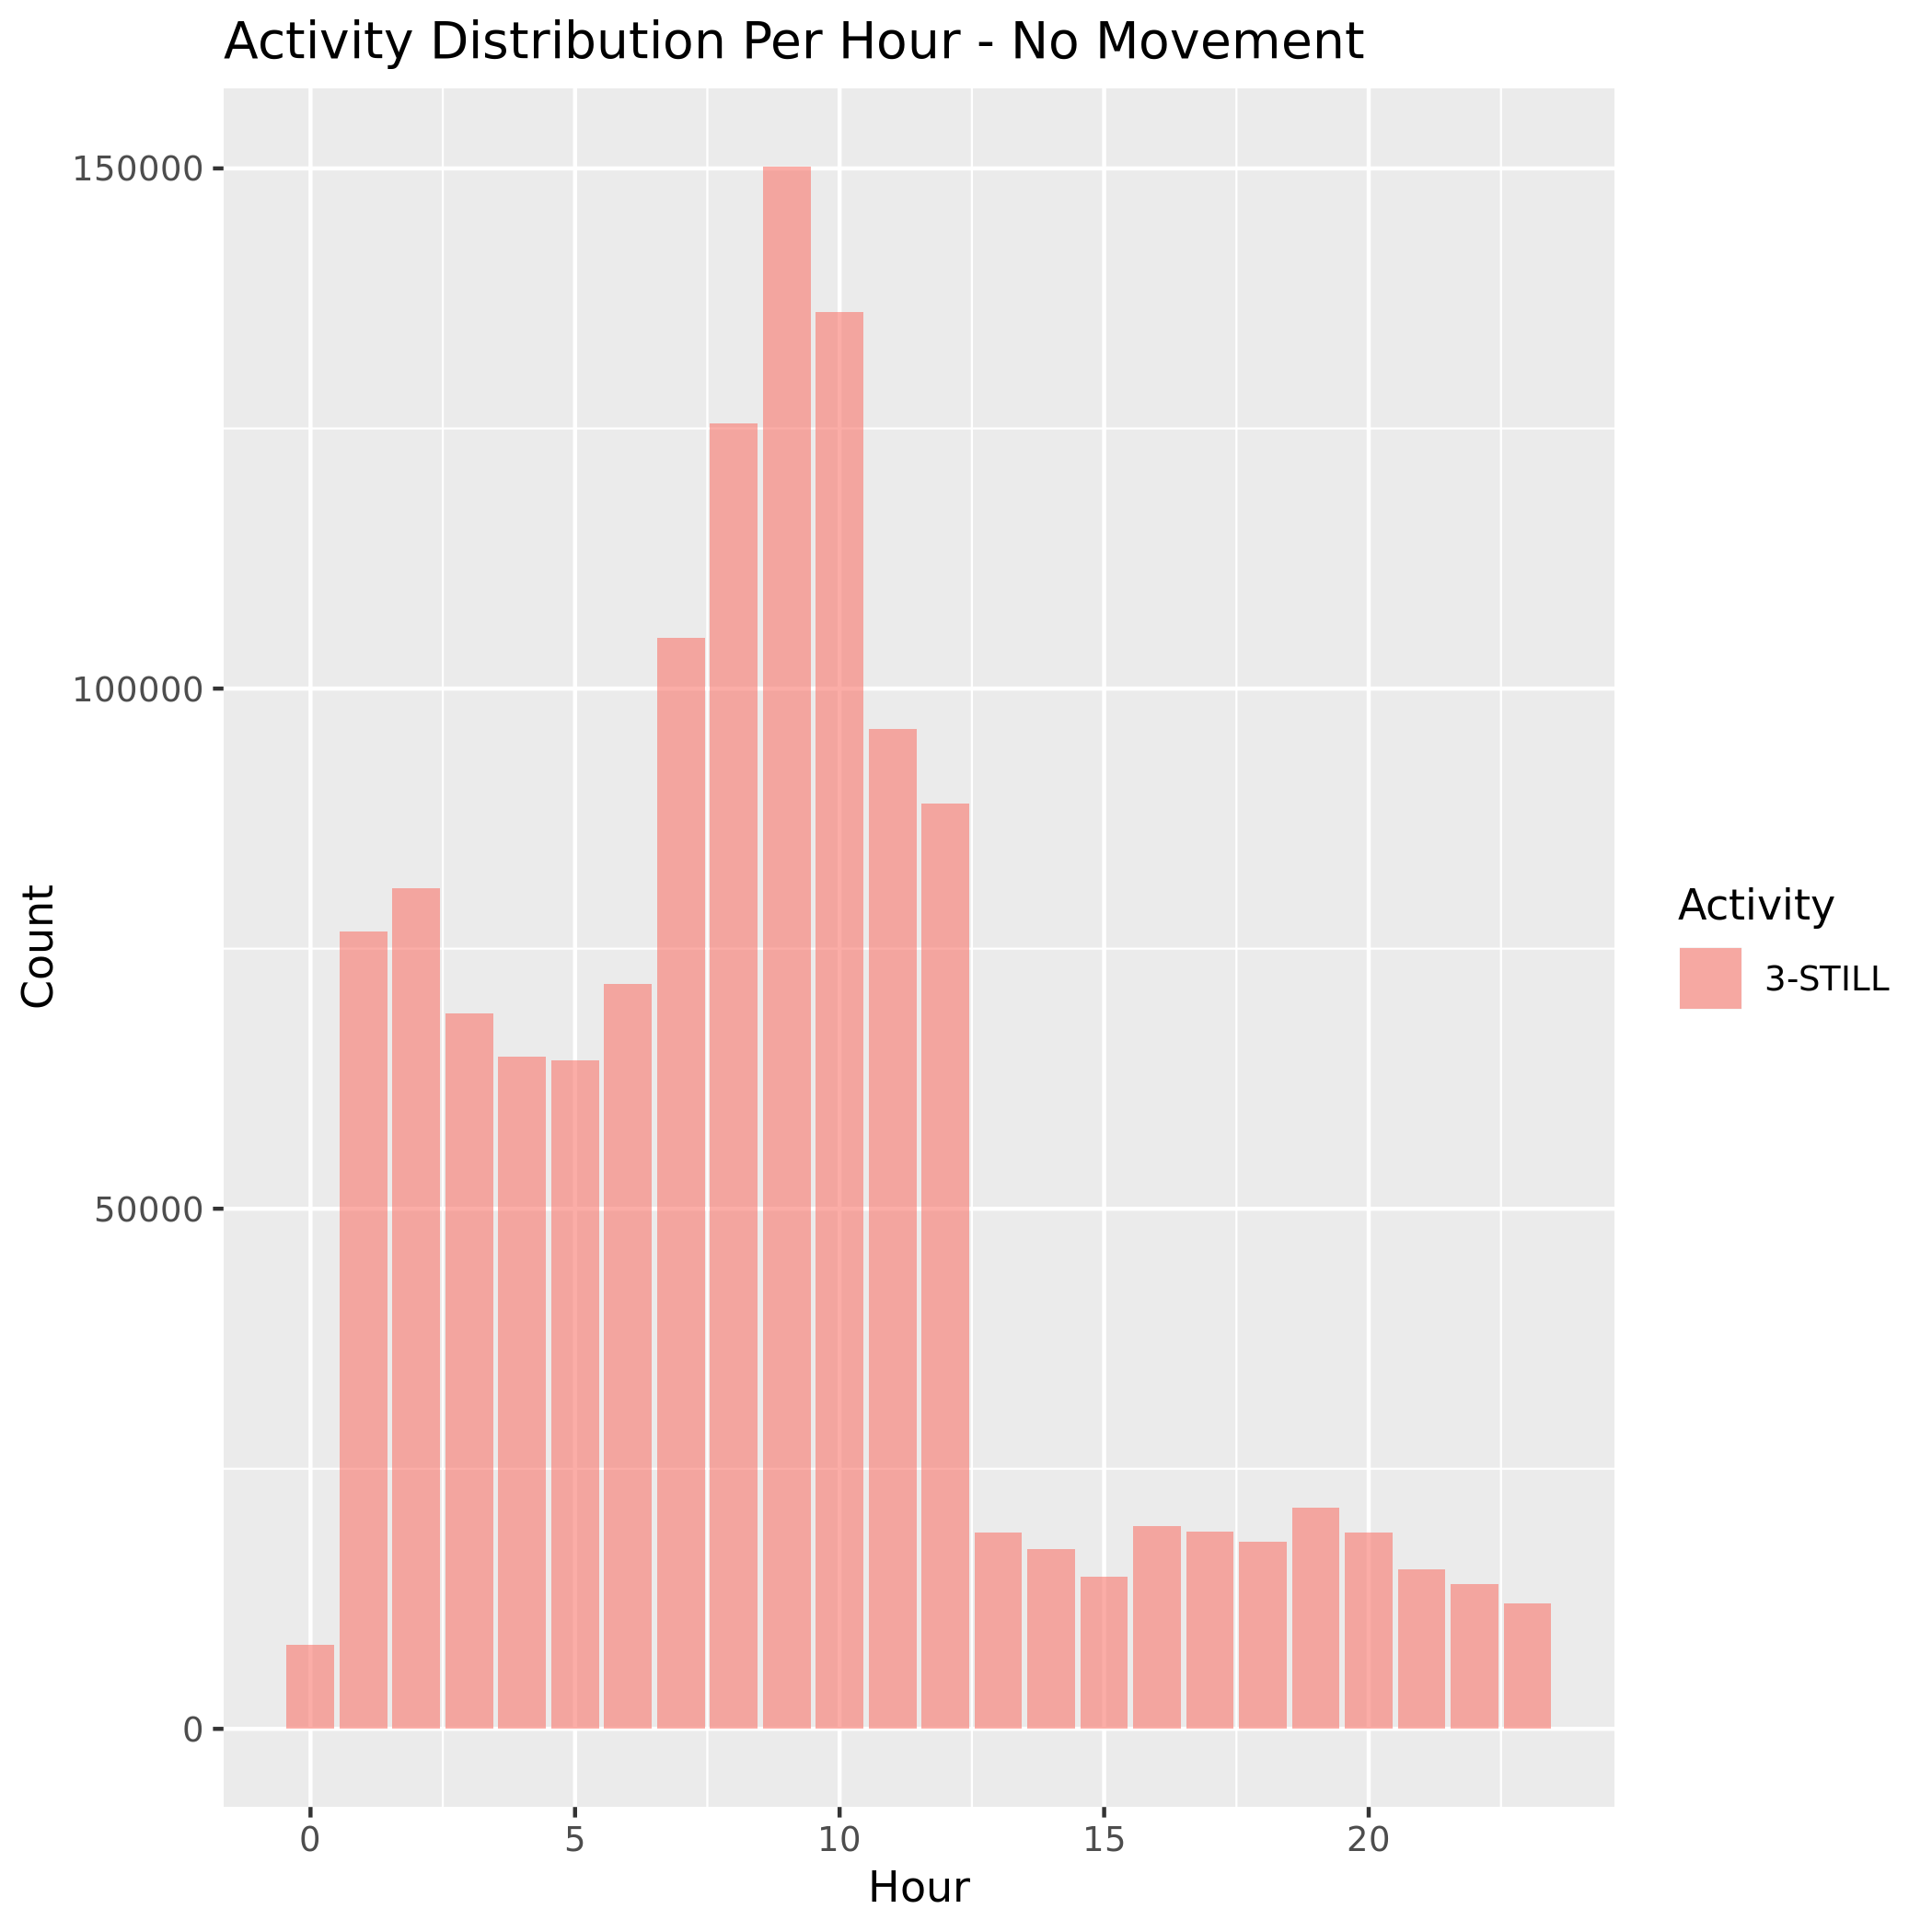 Activity Distribution Per Hour - No Movement
150000
100000
50000
0
Count
0 5 10 15 20
Hour
Activity
3-STILL